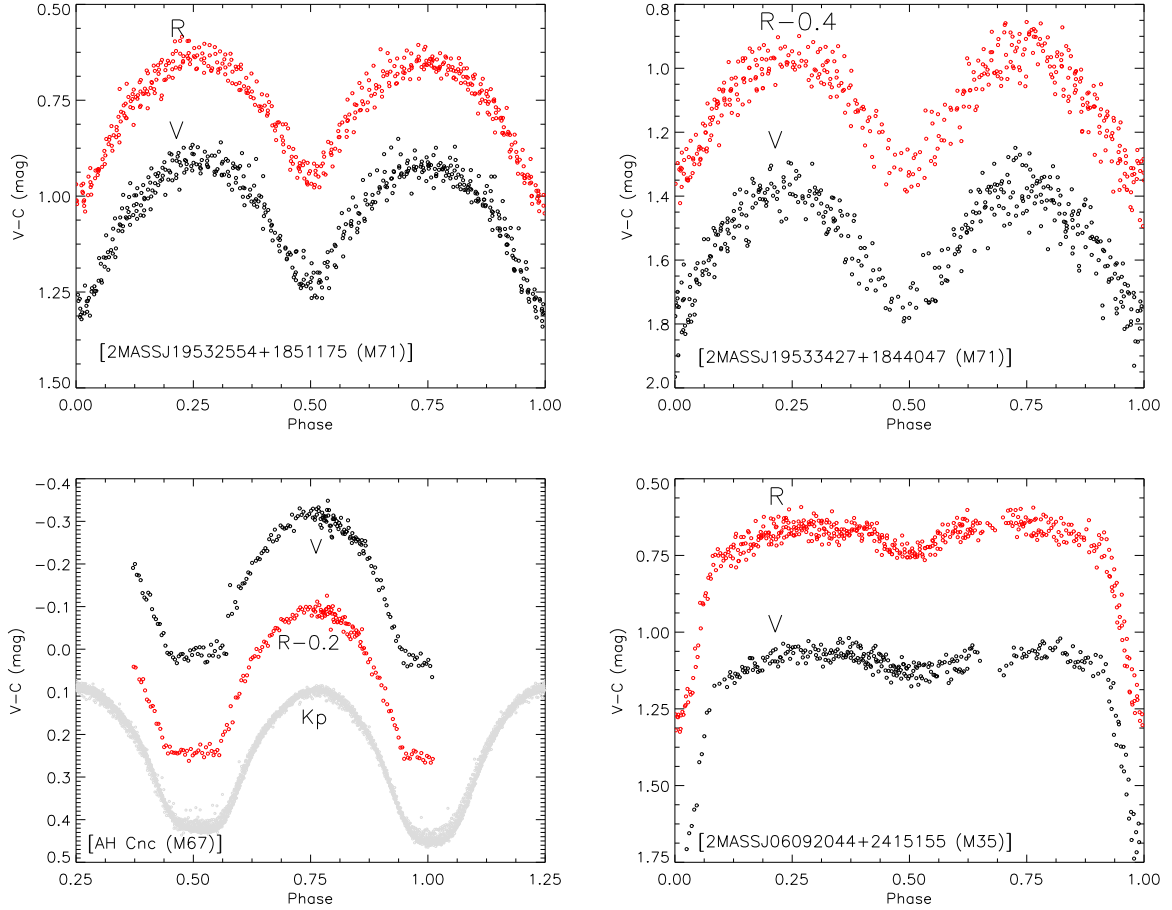 0.50
0.75
1.00
1.25
1.50
V-C (mag)
R
V
[2MASSJ19532554+1851175 (M71)]
0.00 0.25 0.50 0.75 1.00
Phase
0.8
1.0
1.2
1.4
1.6
1.8
2.0
V-C (mag)
R-0.4
V
[2MASSJ19533427+1844047 (M71)]
0.00 0.25 0.50 0.75 1.00
Phase
-0.4
-0.3
-0.2
-0.1
0.0
0.1
0.2
0.3
0.4
0.5
V-C (mag)
V
R-0.2
Kp
[AH Cnc (M67)]
0.25 0.50 0.75 1.00 1.25
Phase
0.50
0.75
1.00
1.25
1.50
1.75
V-C (mag)
R
V
[2MASSJ06092044+2415155 (M35)]
0.00 0.25 0.50 0.75 1.00
Phase